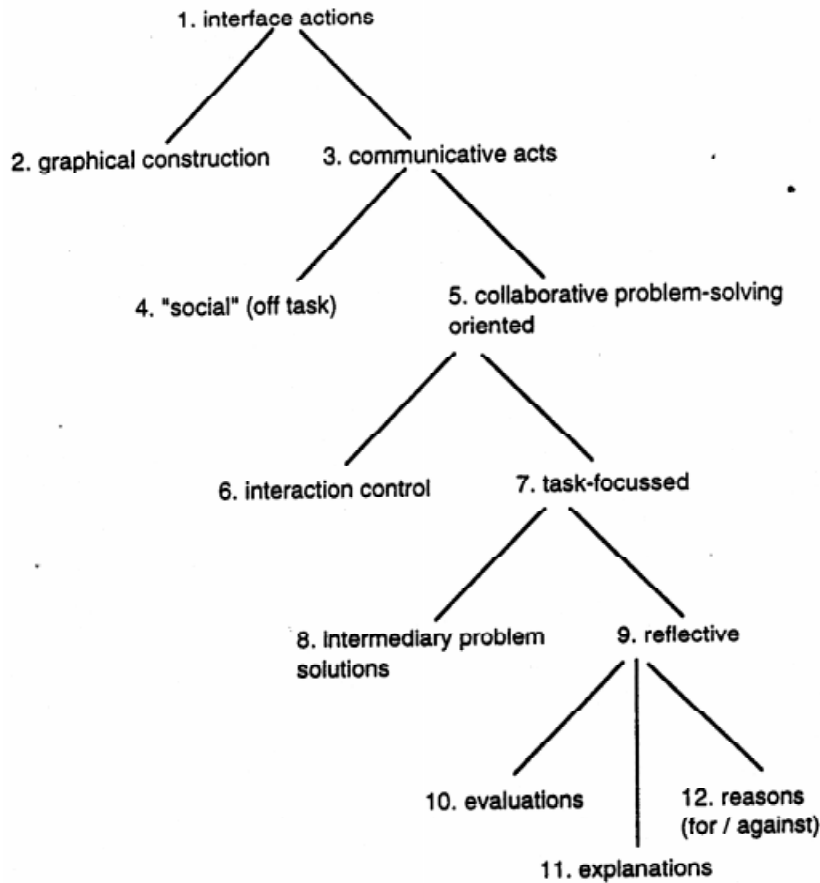 1. interface actions
2. graphical construction
3. communicative acts
4. "social" (off task)
5. collaborative problem-solving
oriented
6. interaction control
7. task-focussed
8. Intermediary problem
solutions
9. reflective
10. evaluations
12. reasons
(for / against)
11. explanations